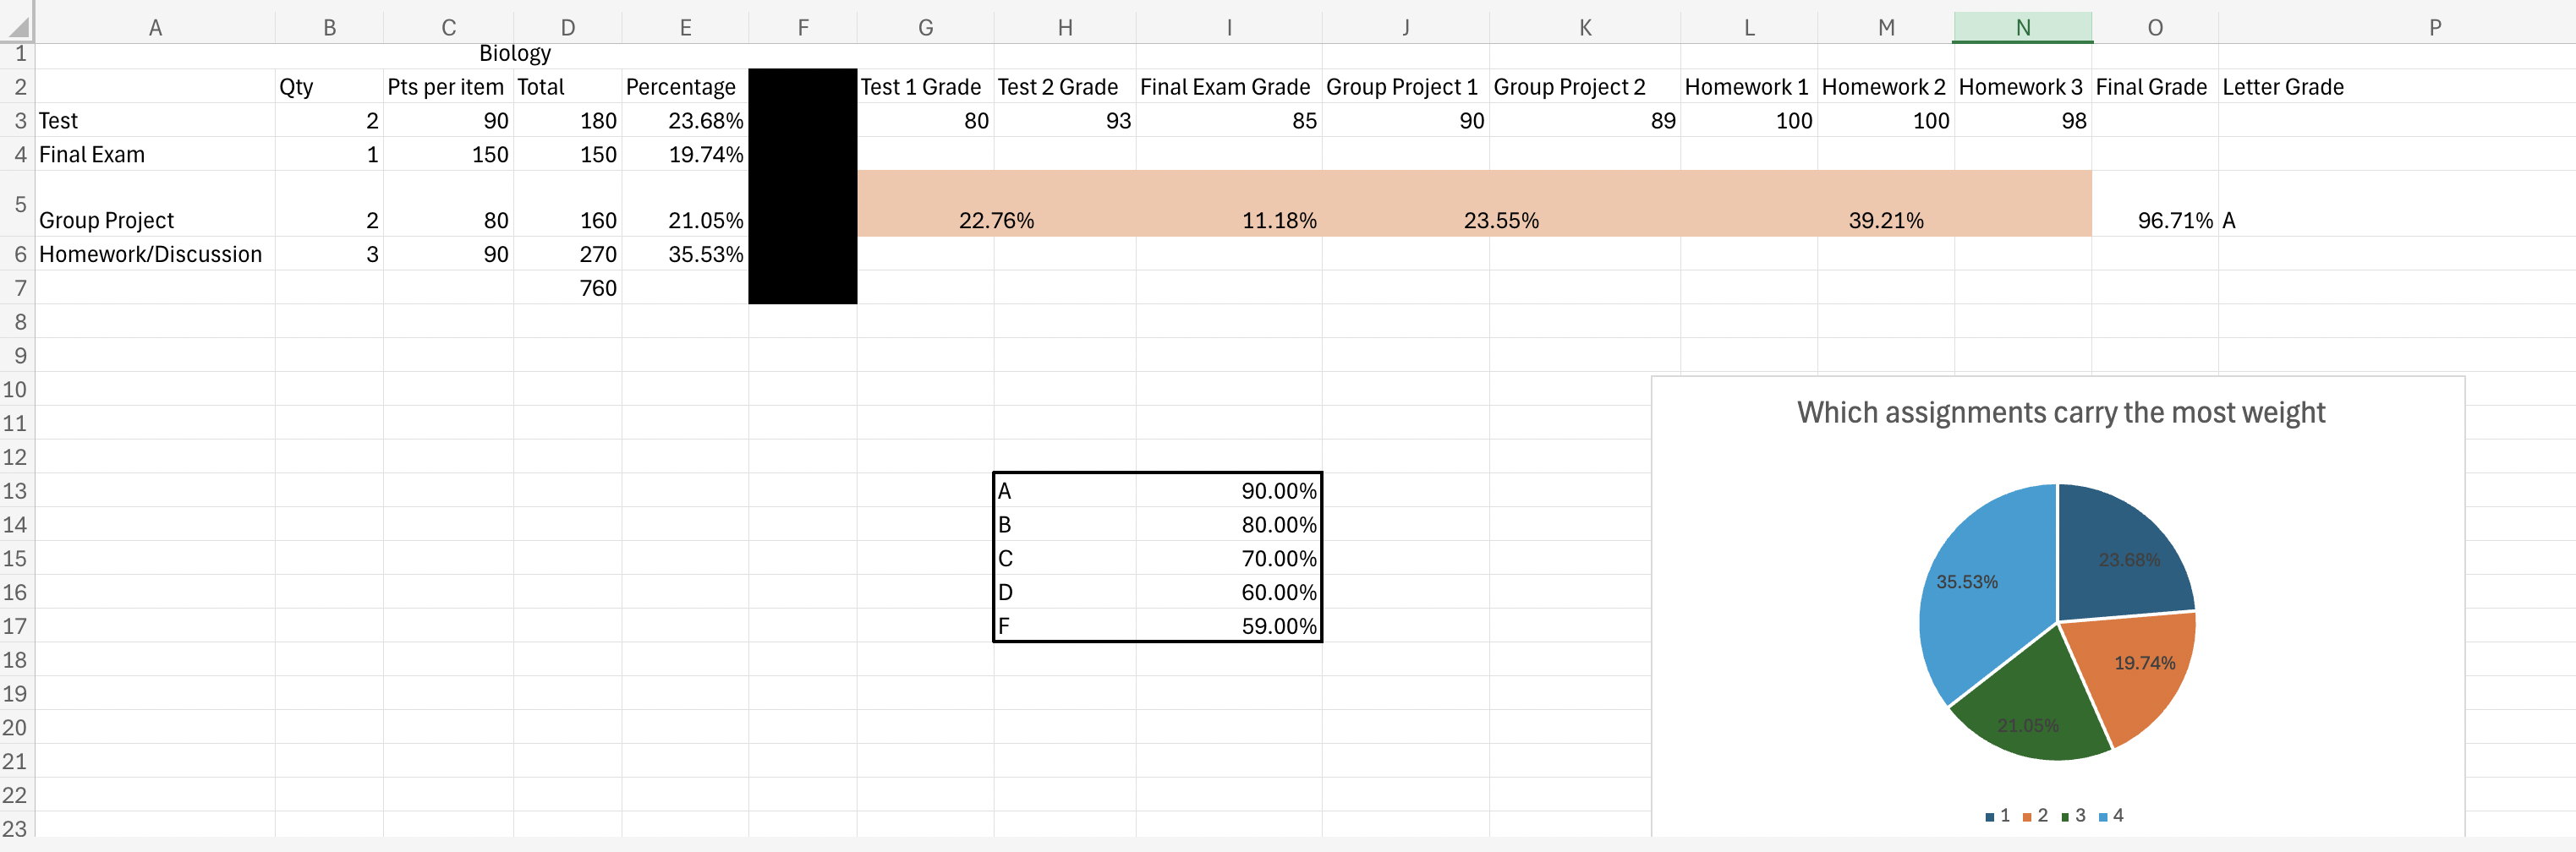 A B C D E F G H I J K L M N O P
1 Biology
2 Qty Pts per item Total Percentage Test 1 Grade Test 2 Grade Final Exam Grade Group Project 1 Group Project 2 Homework 1 Homework 2 Homework 3 Final Grade Letter Grade
3 Test 2 90 180 23.68% 80 93 85 90 89 100 100 98
4 Final Exam 1 150 150 19.74%
5 Group Project 2 80 160 21.05% 22.76% 11.18% 23.55% 39.21% 96.71% A
6 Homework/Discussion 3 90 270 35.53%
7 760
8
9
10
11
12
13 A 90.00%
14 B 80.00%
15 C 70.00%
16 D 60.00%
17 F 59.00%
18
19
20
21
22
23
Which assignments carry the most weight
23.68%
35.53%
19.74%
21.05%
1 2 3 4